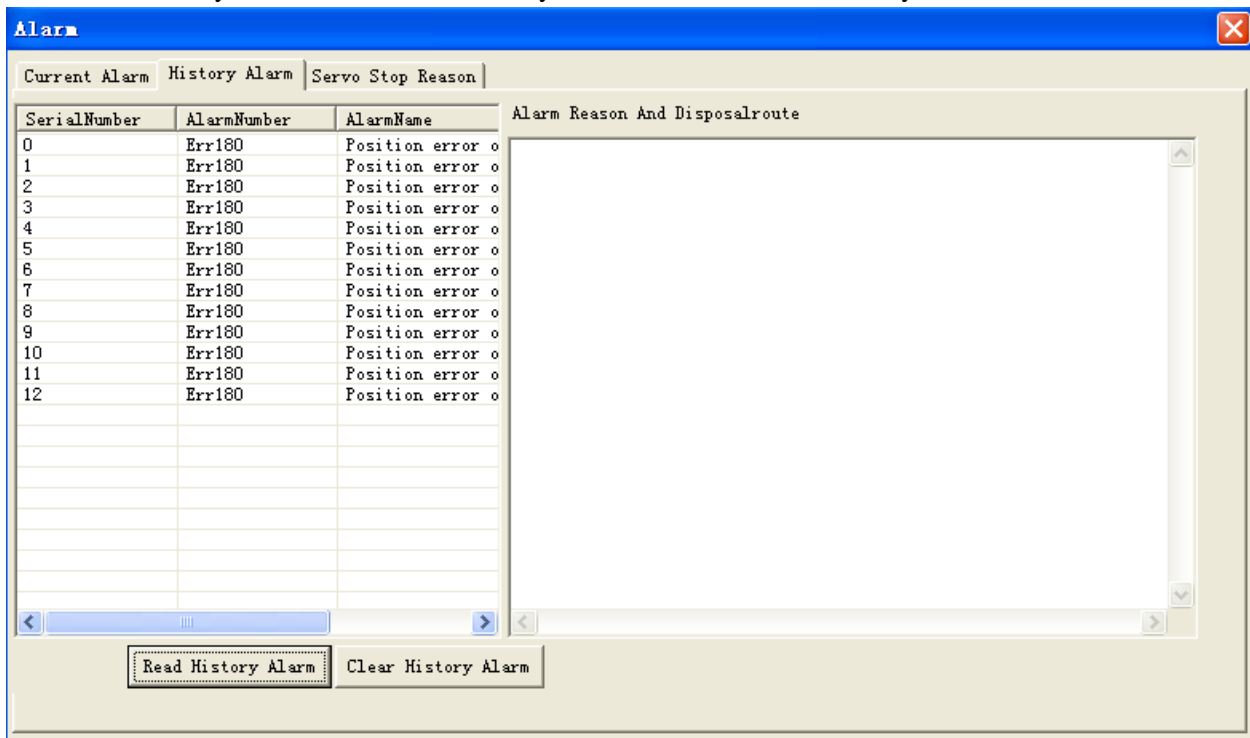 Alarm
Current Alarm History Alarm Servo Stop Reason
SerialNumber AlarmNumber AlarmName Alarm Reason And Disposalroute
0 Err180 Position error o
1 Err180 Position error o
2 Err180 Position error o
3 Err180 Position error o
4 Err180 Position error o
5 Err180 Position error o
6 Err180 Position error o
7 Err180 Position error o
8 Err180 Position error o
9 Err180 Position error o
10 Err180 Position error o
11 Err180 Position error o
12 Err180 Position error o
Read History Alarm Clear History Alarm